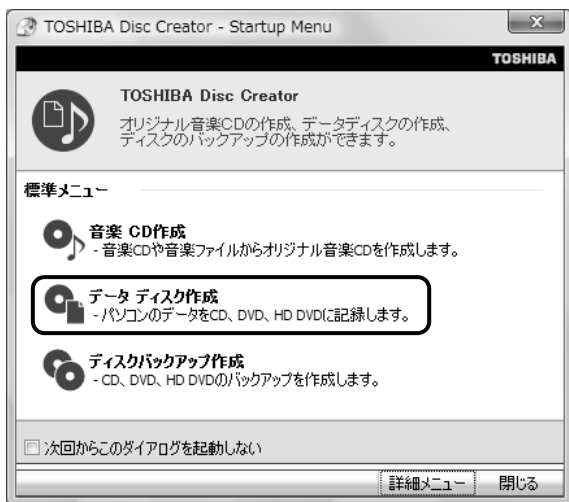 TOSHIBA Disc Creator - Startup Menu
TOSHIBA
TOSHIBA Disc Creator
オリジナル音楽CDの作成、データディスクの作成、
ディスクのバックアップの作成ができます。
標準メニュー
音楽 CD作成
- 音楽CDや音楽ファイルからオリジナル音楽CDを作成します。
データ ディスク作成
- パソコンのデータをCD、DVD、HD DVDに記録します。
ディスクバックアップ作成
- CD、DVD、HD DVDのバックアップを作成します。
次回からこのダイアログを起動しない
詳細メニュー 閉じる